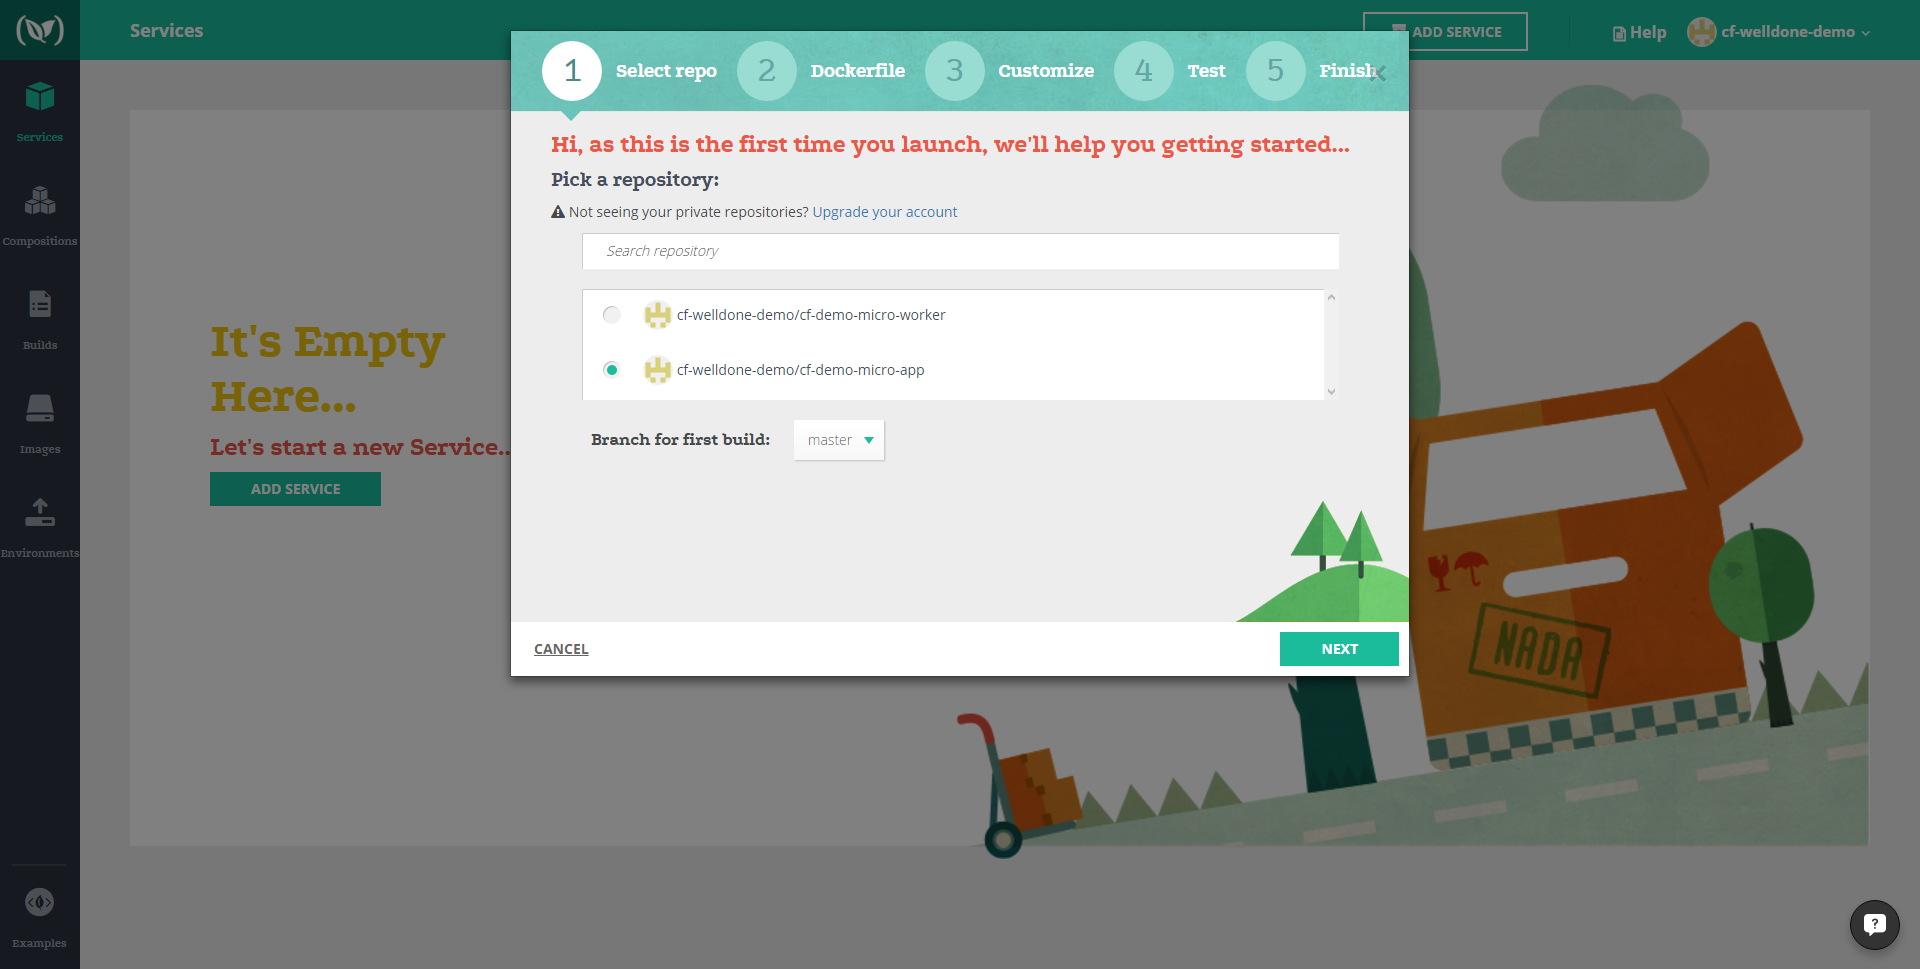 Services
ADD SERVICE
Help
cf-welldone-demo
1 Select repo 2 Dockerfile 3 Customize 4 Test 5 Finish
Services
Compositions
Builds
Images
Environments
Examples
It's Empty
Here...
Let's start a new Service..
ADD SERVICE
Hi, as this is the first time you launch, we'll help you getting started...
Pick a repository:
Not seeing your private repositories? Upgrade your account
Search repository
cf-welldone-demo/cf-demo-micro-worker
cf-welldone-demo/cf-demo-micro-app
Branch for first build: master
CANCEL
NEXT
NADA
?